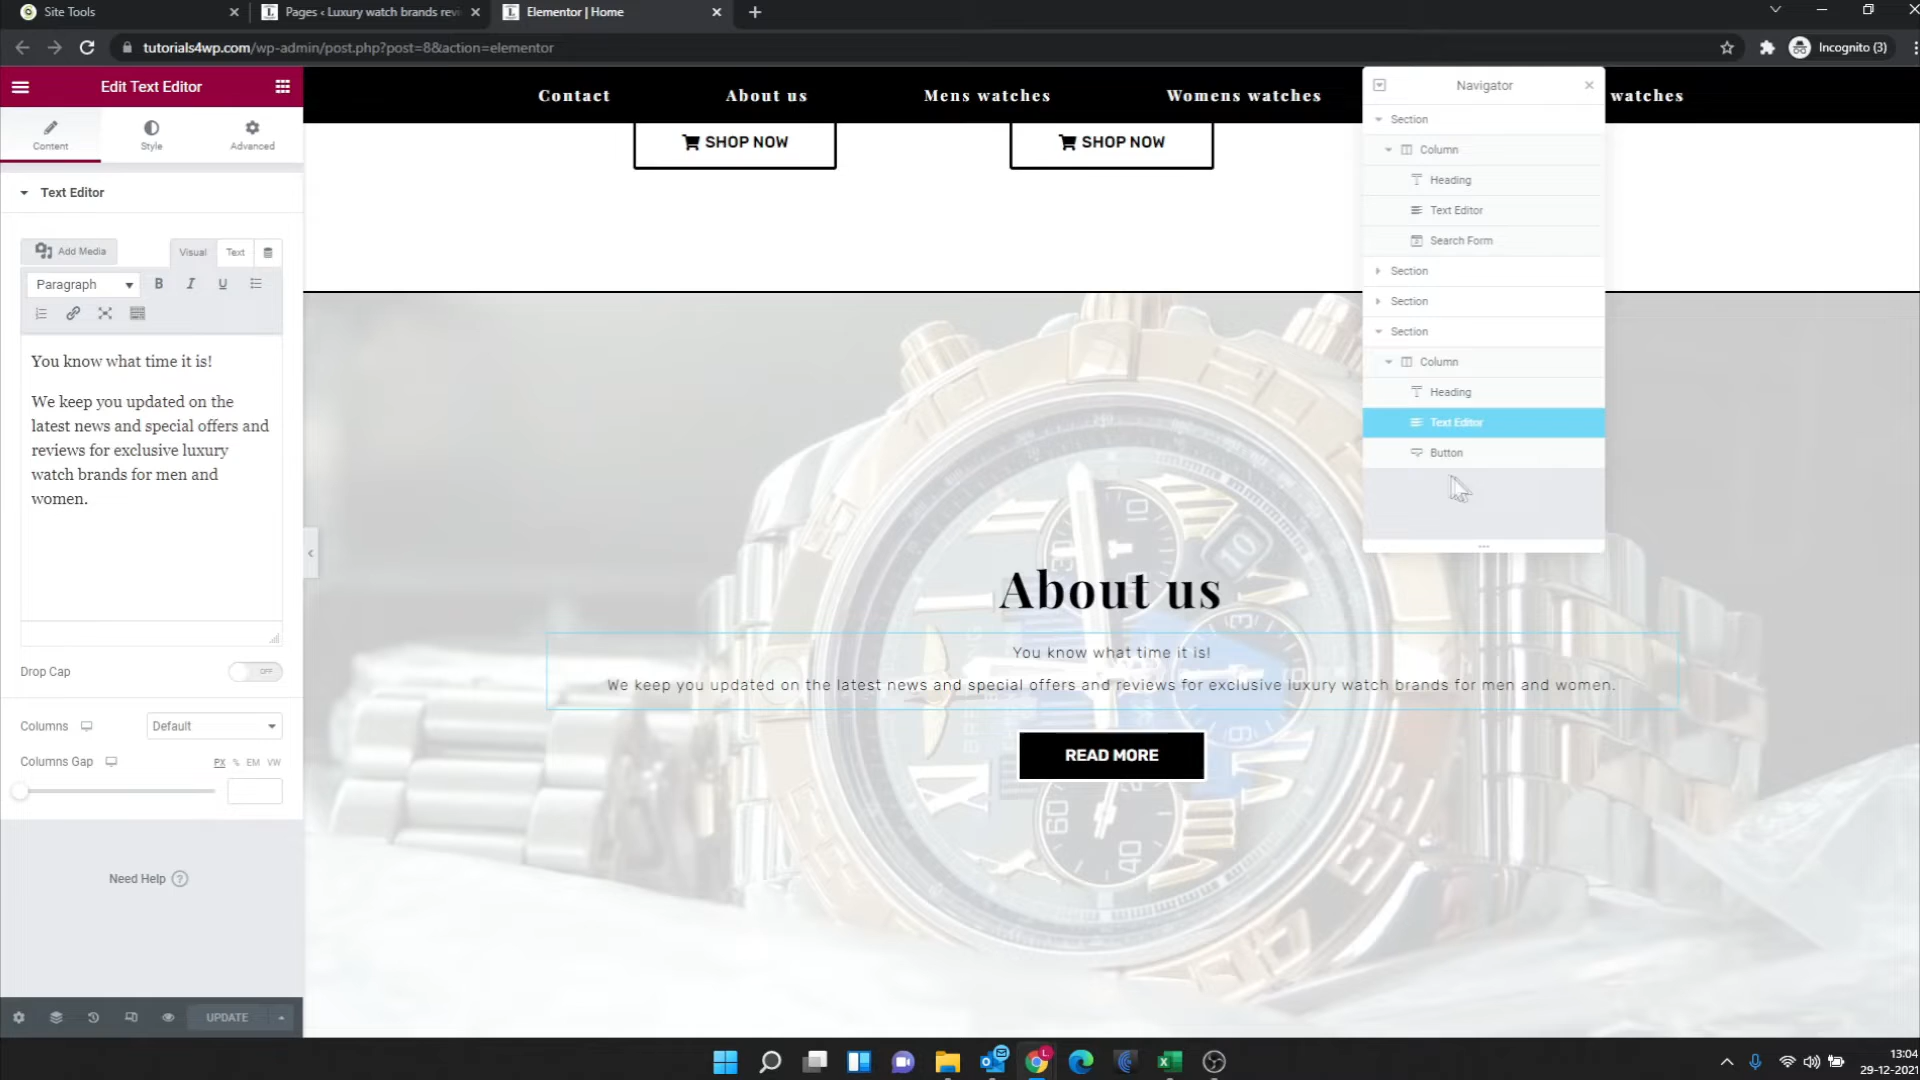 Site Tools
Pages ‹ Luxury watch brands revi
Elementor | Home
tutorials4wp.com/wp-admin/post.php?post=8&action=elementor
Incognito (3)
Edit Text Editor
Content
Style
Advanced
Text Editor
Add Media
Visual
Text
Paragraph
B
I
U
You know what time it is!
We keep you updated on the
latest news and special offers and
reviews for exclusive luxury
watch brands for men and
women.
Drop Cap
OFF
Columns
Default
Columns Gap
PX % EM VW
Need Help
UPDATE
Contact
About us
Mens watches
Womens watches
watches
SHOP NOW
SHOP NOW
Navigator
Section
Column
Heading
Text Editor
Search Form
Section
Section
Section
Column
Heading
Text Editor
Button
10
30
10
60
40
About us
You know what time it is!
We keep you updated on the latest news and special offers and reviews for exclusive luxury watch brands for men and women.
READ MORE
13:04
29-12-2021